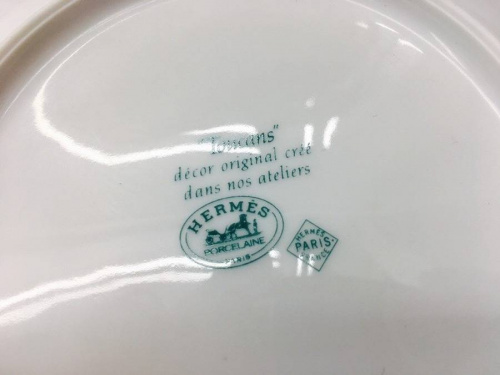 "Toucans"
décor original créé
dans nos ateliers
HERMÈS
PORCELAINE
PARIS
HERMÈS
PARIS
FRANCE